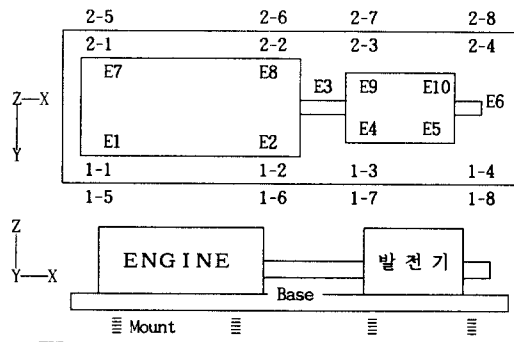 2-5 2-6 2-7 2-8
2-1 2-2 2-3 2-4
E7 E8 E3 E9 E10 E6
Z X
Y
E1 E2 E4 E5
1-1 1-2 1-3 1-4
1-5 1-6 1-7 1-8
Z
Y X
ENGINE 발전기
Base
Mount